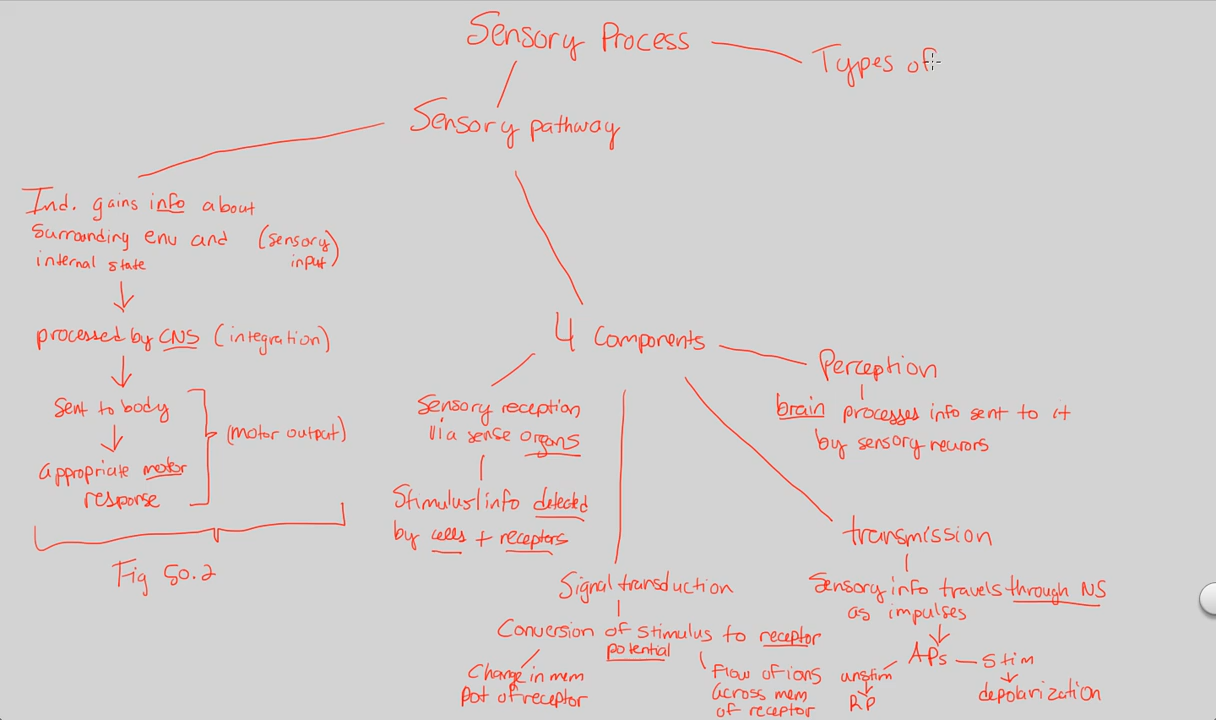 Sensory Process
Types of
Sensory pathway
Ind. gains info about
surrounding env and (sensory
internal state input)
processed by CNS (integration)
Sent to body
(motor output)
appropriate motor
response
Fig 50.2
4 Components
Sensory reception
Via sense organs
Stimulus/info detected
by cells + receptors
Signal transduction
Conversion of stimulus to receptor
potential
Change in mem
pot of receptor
flow of ions
across mem
of receptor
Perception
brain processes info sent to it
by sensory neurors
transmission
Sensory info travels through NS
as impulses
APs
unstim
RP
Stim
depolarization